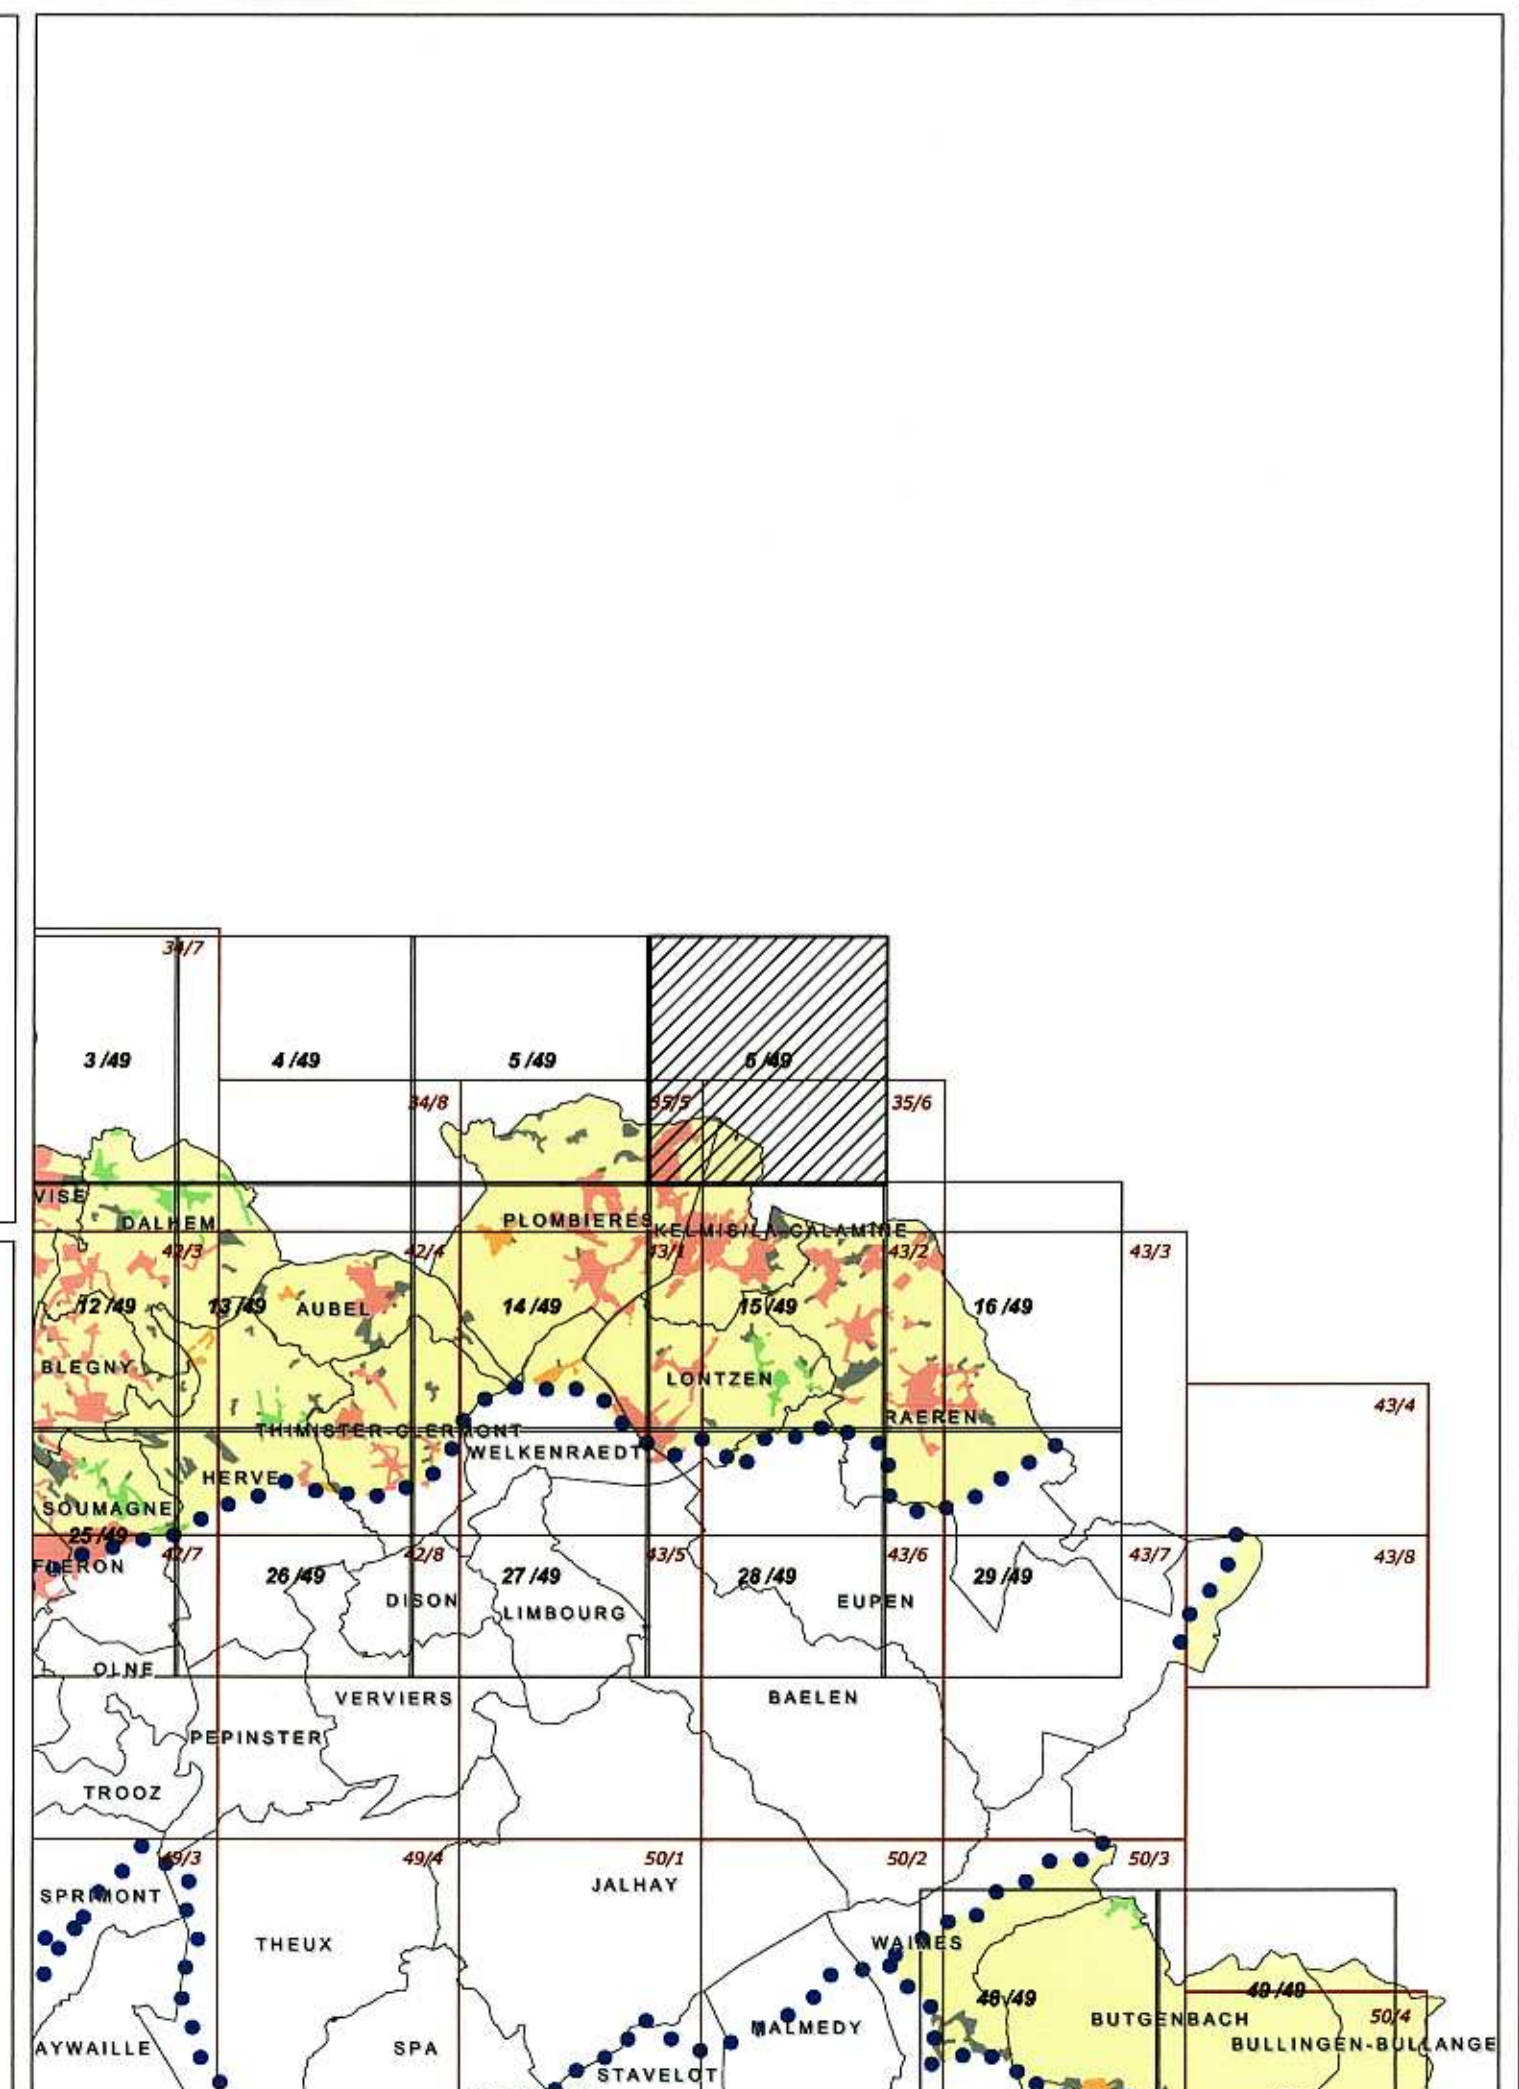 34/7
3 /49
4 /49
5 /49
6 /49
34/8
35/5
35/6
VISE
DALHEM
PLOMBIERES
KELMIS/LA CALAMINE
42/3
42/4
43/1
43/2
43/3
12 /49
13 /49
AUBEL
14 /49
15 /49
16 /49
BLEGNY
LONTZEN
43/4
RAEREN
THIMISTER-CLERMONT
WELKENRAEDT
HERVE
SOUMAGNE
25 /49
FLERON
42/7
42/8
43/5
43/6
43/7
43/8
26 /49
27 /49
28 /49
29 /49
DISON
LIMBOURG
EUPEN
OLNE
VERVIERS
BAELEN
PEPINSTER
TROOZ
49/3
49/4
50/1
50/2
50/3
JALHAY
SPRIMONT
THEUX
WAIMES
48 /49
49 /49
BUTGENBACH
50/4
MALMEDY
BULLINGEN-BULLANGE
AYWAILLE
SPA
STAVELOT